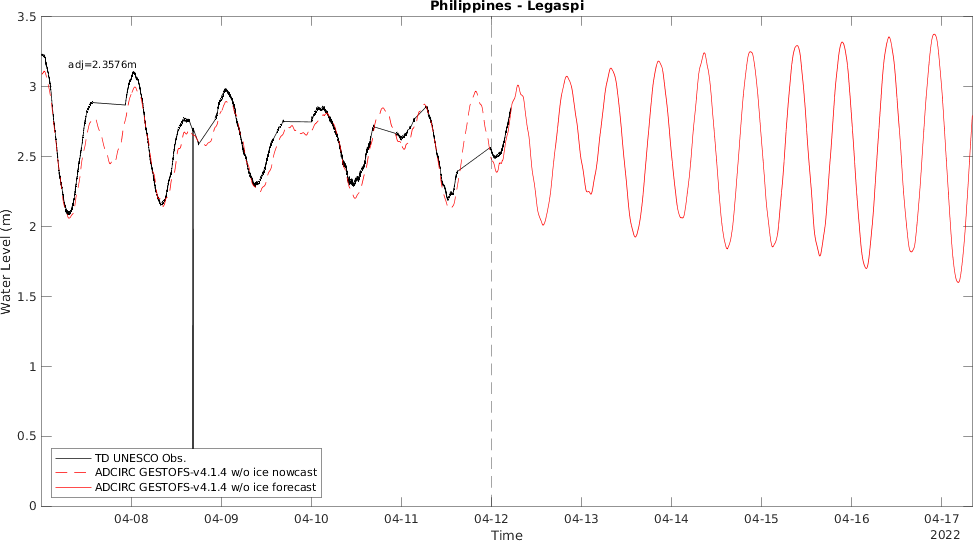 Philippines - Legaspi
3.5
3
2.5
2
1.5
1
0.5
0
Water Level (m)
adj=2.3576m
TD UNESCO Obs.
ADCIRC GESTOFS-v4.1.4 w/o ice nowcast
ADCIRC GESTOFS-v4.1.4 w/o ice forecast
04-08 04-09 04-10 04-11 04-12 04-13 04-14 04-15 04-16 04-17
Time 2022